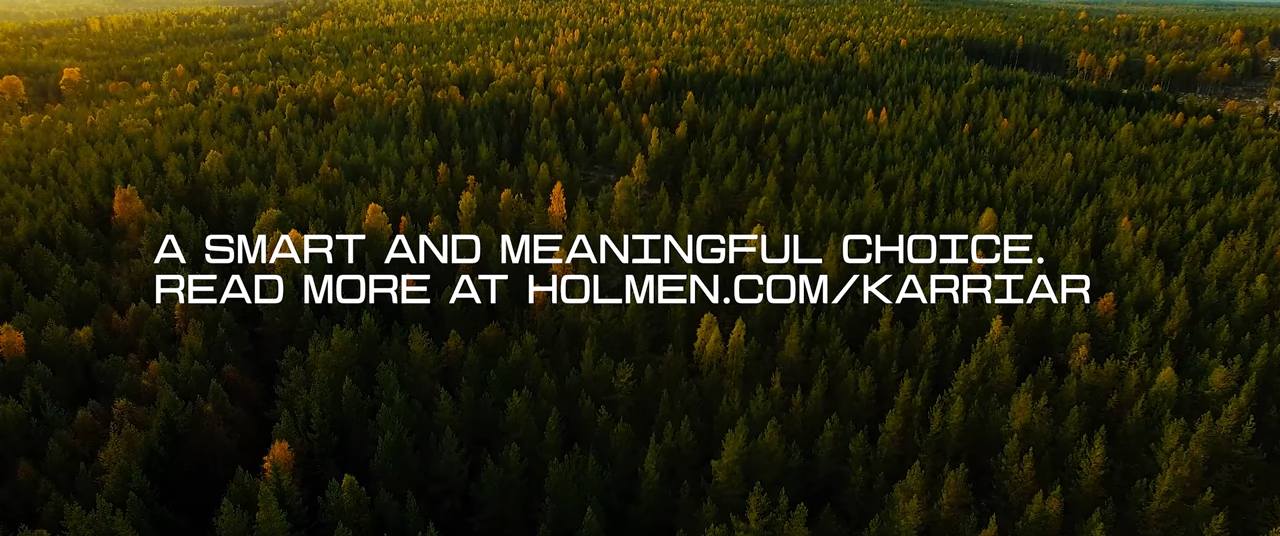 A SMART AND MEANINGFUL CHOICE.
READ MORE AT HOLMEN.COM/KARRIAR